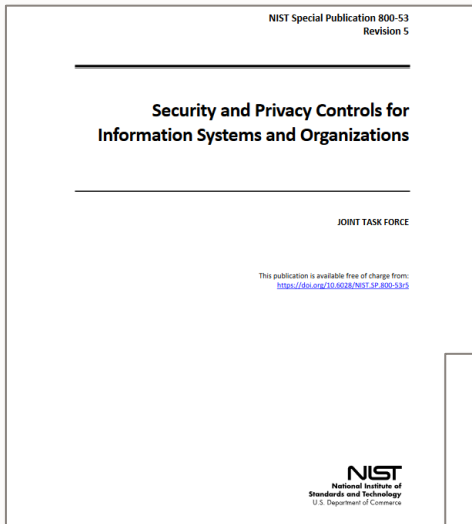 NIST Special Publication 800-53
Revision 5
Security and Privacy Controls for
Information Systems and Organizations
JOINT TASK FORCE
This publication is available free of charge from:
https://doi.org/10.6028/NIST.SP.800-53r5
NIST
National Institute of
Standards and Technology
U.S. Department of Commerce